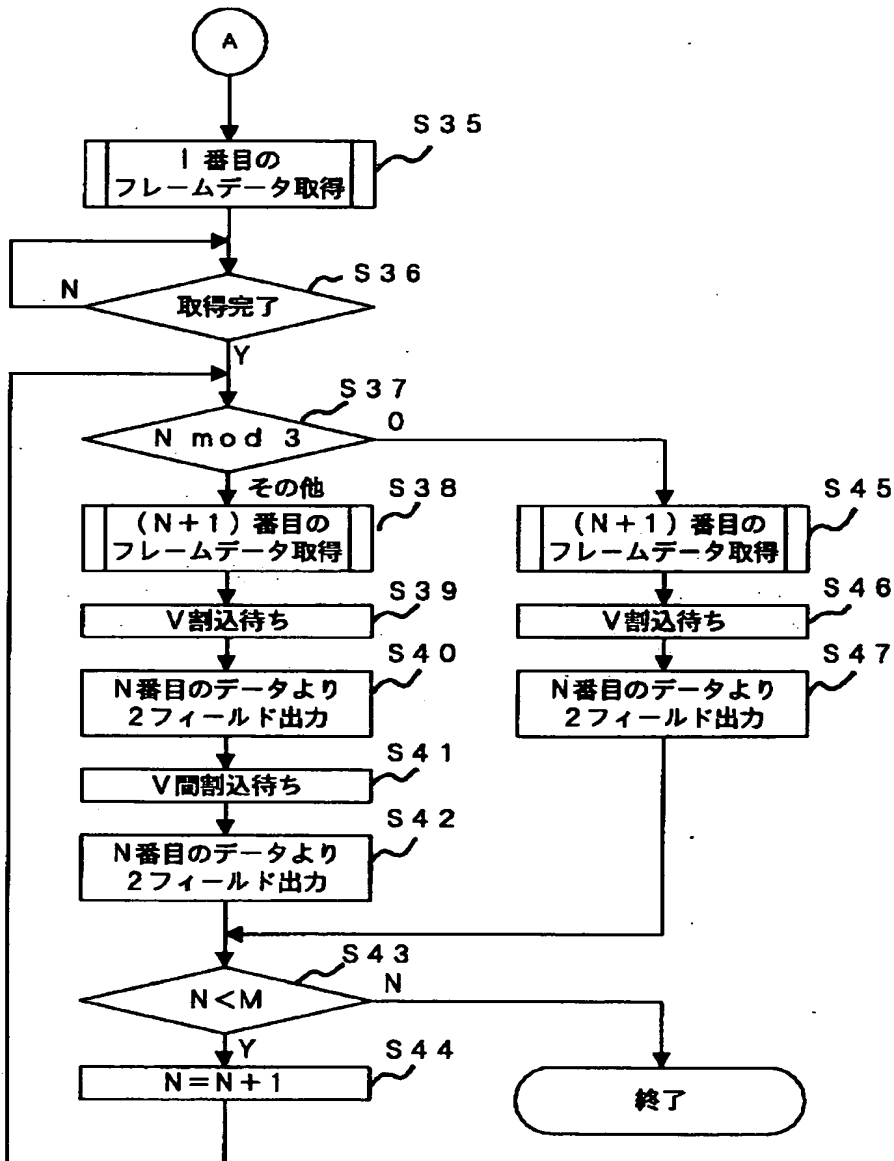 A
S35
1 番目の
フレームデータ取得
S36
N
取得完了
Y
S37
0
N mod 3
その他
S38
(N+1)番目の
フレームデータ取得
S45
(N+1)番目の
フレームデータ取得
S39
V割込待ち
S46
V割込待ち
S40
N番目のデータより
2フィールド出力
S47
N番目のデータより
2フィールド出力
S41
V間割込待ち
S42
N番目のデータより
2フィールド出力
S43
N<M
N
Y
S44
N=N+1
終了